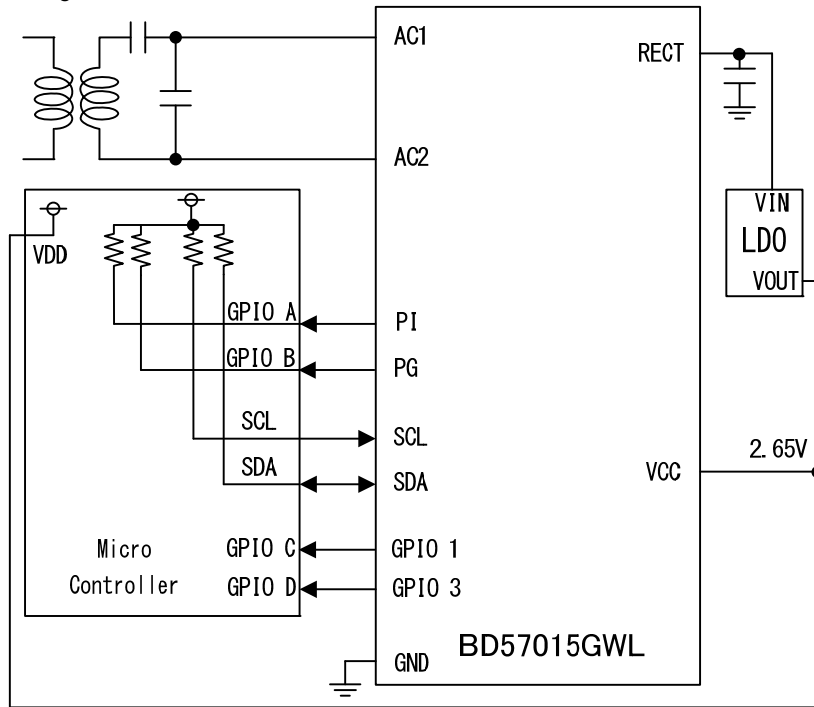 AC1
RECT
AC2
VIN
LDO
VOUT
VDD
GPIO A
PI
GPIO B
PG
SCL
SCL
SDA
SDA
2.65V
VCC
Micro
Controller
GPIO C
GPIO 1
GPIO D
GPIO 3
GND
BD57015GWL